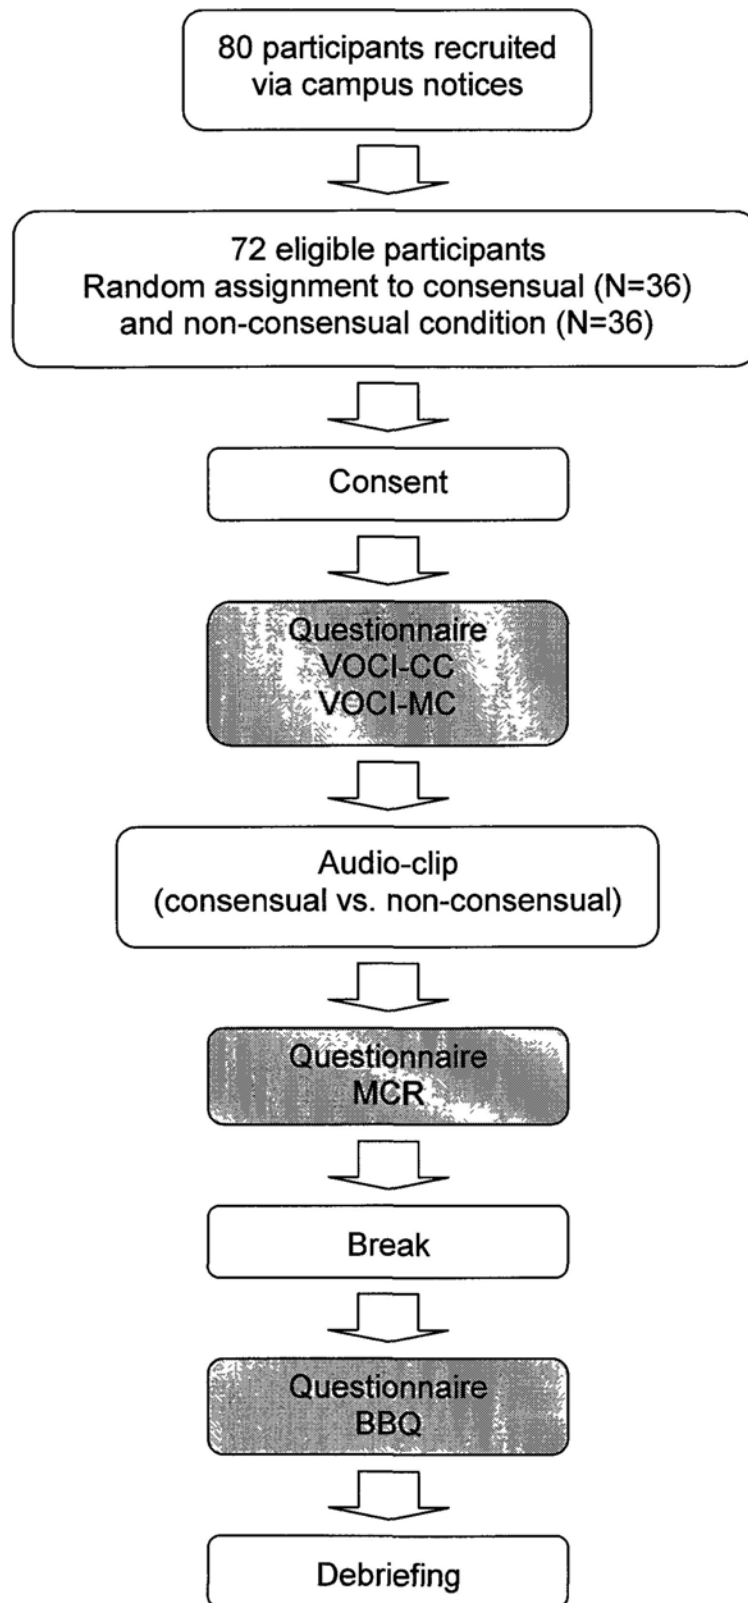 80 participants recruited
via campus notices
72 eligible participants
Random assignment to consensual (N=36)
and non-consensual condition (N=36)
Consent
Questionnaire
VOCI-CC
VOCI-MC
Audio-clip
(consensual vs. non-consensual)
Questionnaire
MCR
Break
Questionnaire
BBQ
Debriefing